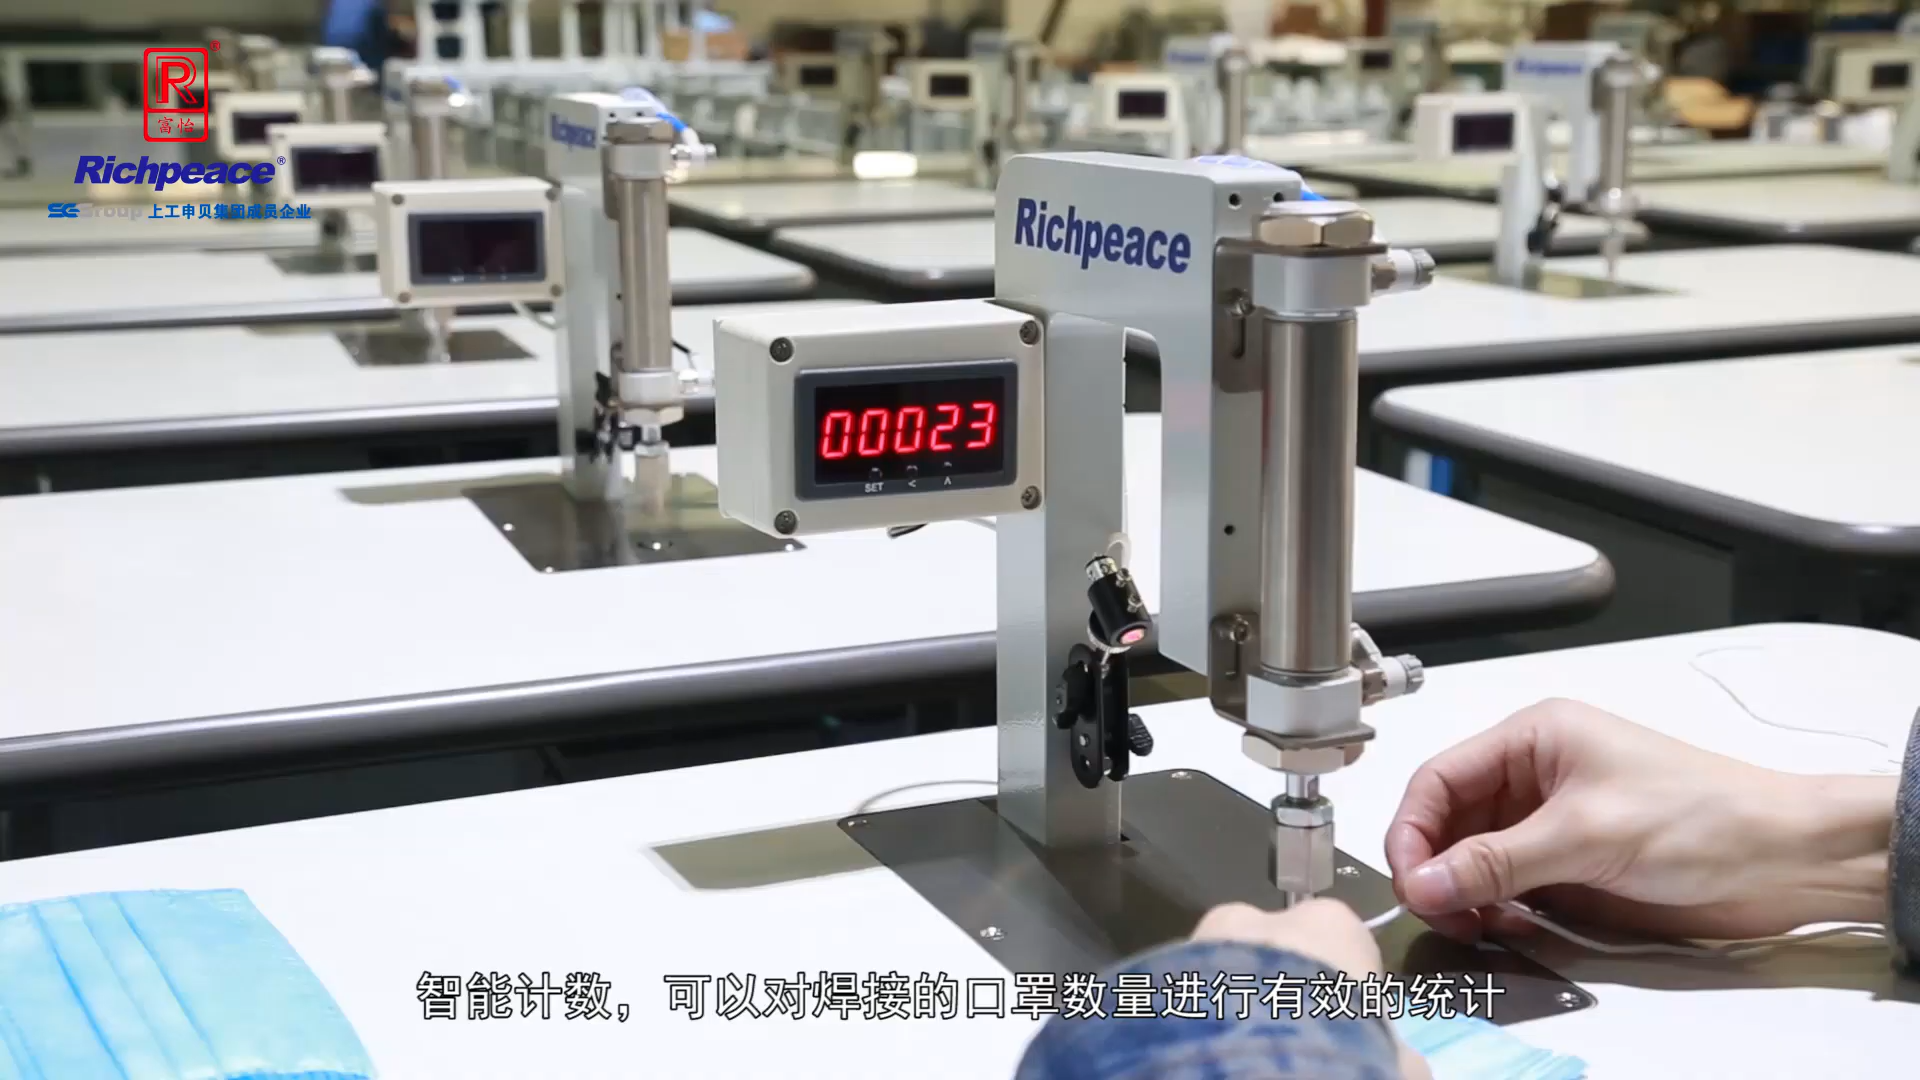 R®
富怡
Richpeace®
SGGroup 上工申贝集团成员企业
Richpeace
Richpeace
Richpeace
00023
SET < ∧
智能计数，可以对焊接的口罩数量进行有效的统计